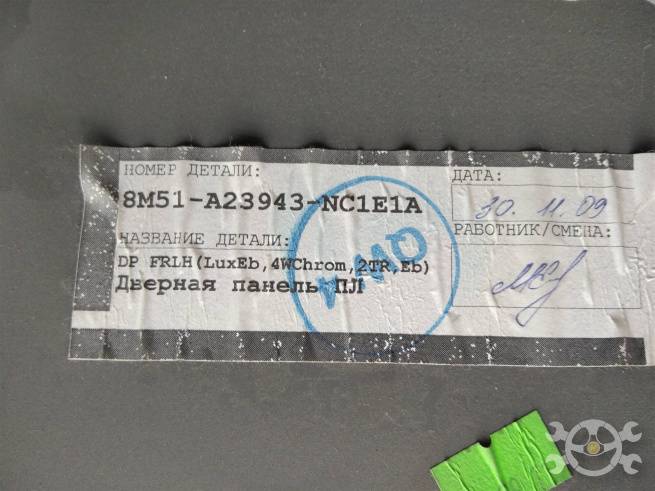 НОМЕР ДЕТАЛИ:
8M51-A23943-NC1E1A
НАЗВАНИЕ ДЕТАЛИ:
DP FRLH(LuxEb,4WChrom,2TR,Eb)
Дверная панель ПЛ
ДАТА:
30. 11. 09
РАБОТНИК/СМЕНА: